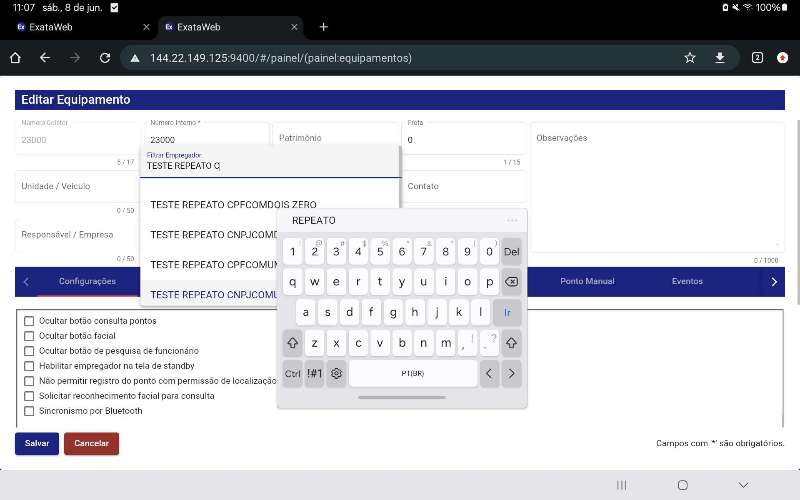 11:07 sáb., 8 de jun.
100%
ExataWeb
ExataWeb
144.22.149.125:9400/#/painel/(painel:equipamentos)
2
Editar Equipamento
Número Coletor
23000
5 / 17
Número Interno *
23000
Patrimônio
Frota
0
1 / 15
Observações
0 / 1000
Filtrar Empregador
TESTE REPEATO C
Unidade / Veículo
0 / 50
Contato
TESTE REPEATO CPFCOMDOIS ZERO
TESTE REPEATO CNPJCOMD
TESTE REPEATO CPFCOMUM
TESTE REPEATO CNPJCOMU
Responsável / Empresa
0 / 50
Configurações
Ponto Manual
Eventos
Ocultar botão consulta pontos
Ocultar botão facial
Ocultar botão de pesquisa de funcionário
Habilitar empregador na tela de standby
Não permitir registro do ponto com permissão de localização
Solicitar reconhecimento facial para consulta
Sincronismo por Bluetooth
Salvar
Cancelar
Campos com '*' são obrigatórios.
REPEATO
1 2 3 4 5 6 7 8 9 0 Del
q w e r t y u i o p
a s d f g h j k l Ir
z x c v b n m , ! . ?
Ctrl !#1 PT(BR)